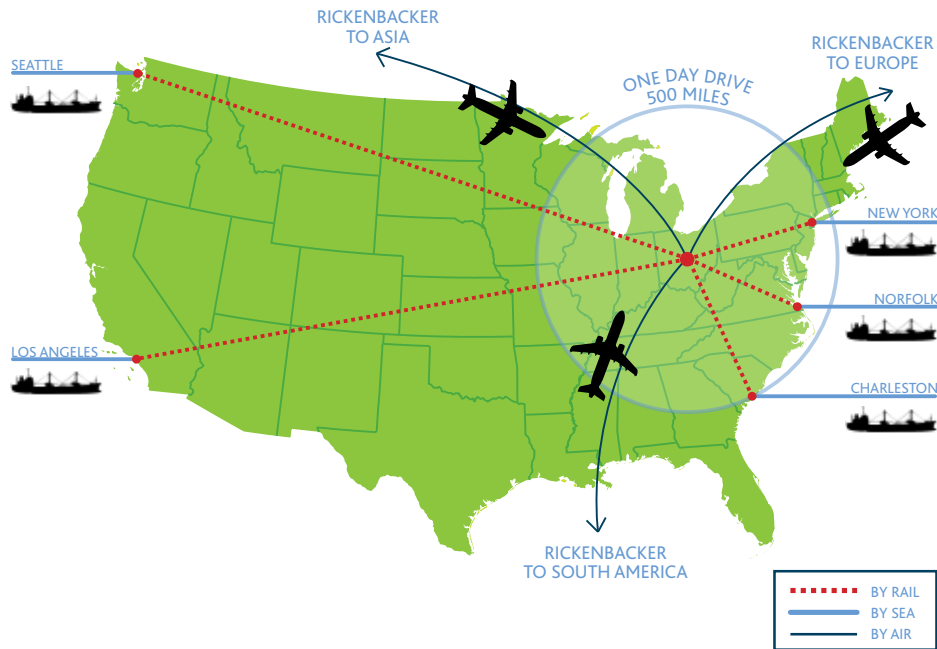 RICKENBACKER
TO ASIA
SEATTLE
RICKENBACKER
TO EUROPE
ONE DAY DRIVE
500 MILES
NEW YORK
NORFOLK
LOS ANGELES
CHARLESTON
RICKENBACKER
TO SOUTH AMERICA
BY RAIL
BY SEA
BY AIR